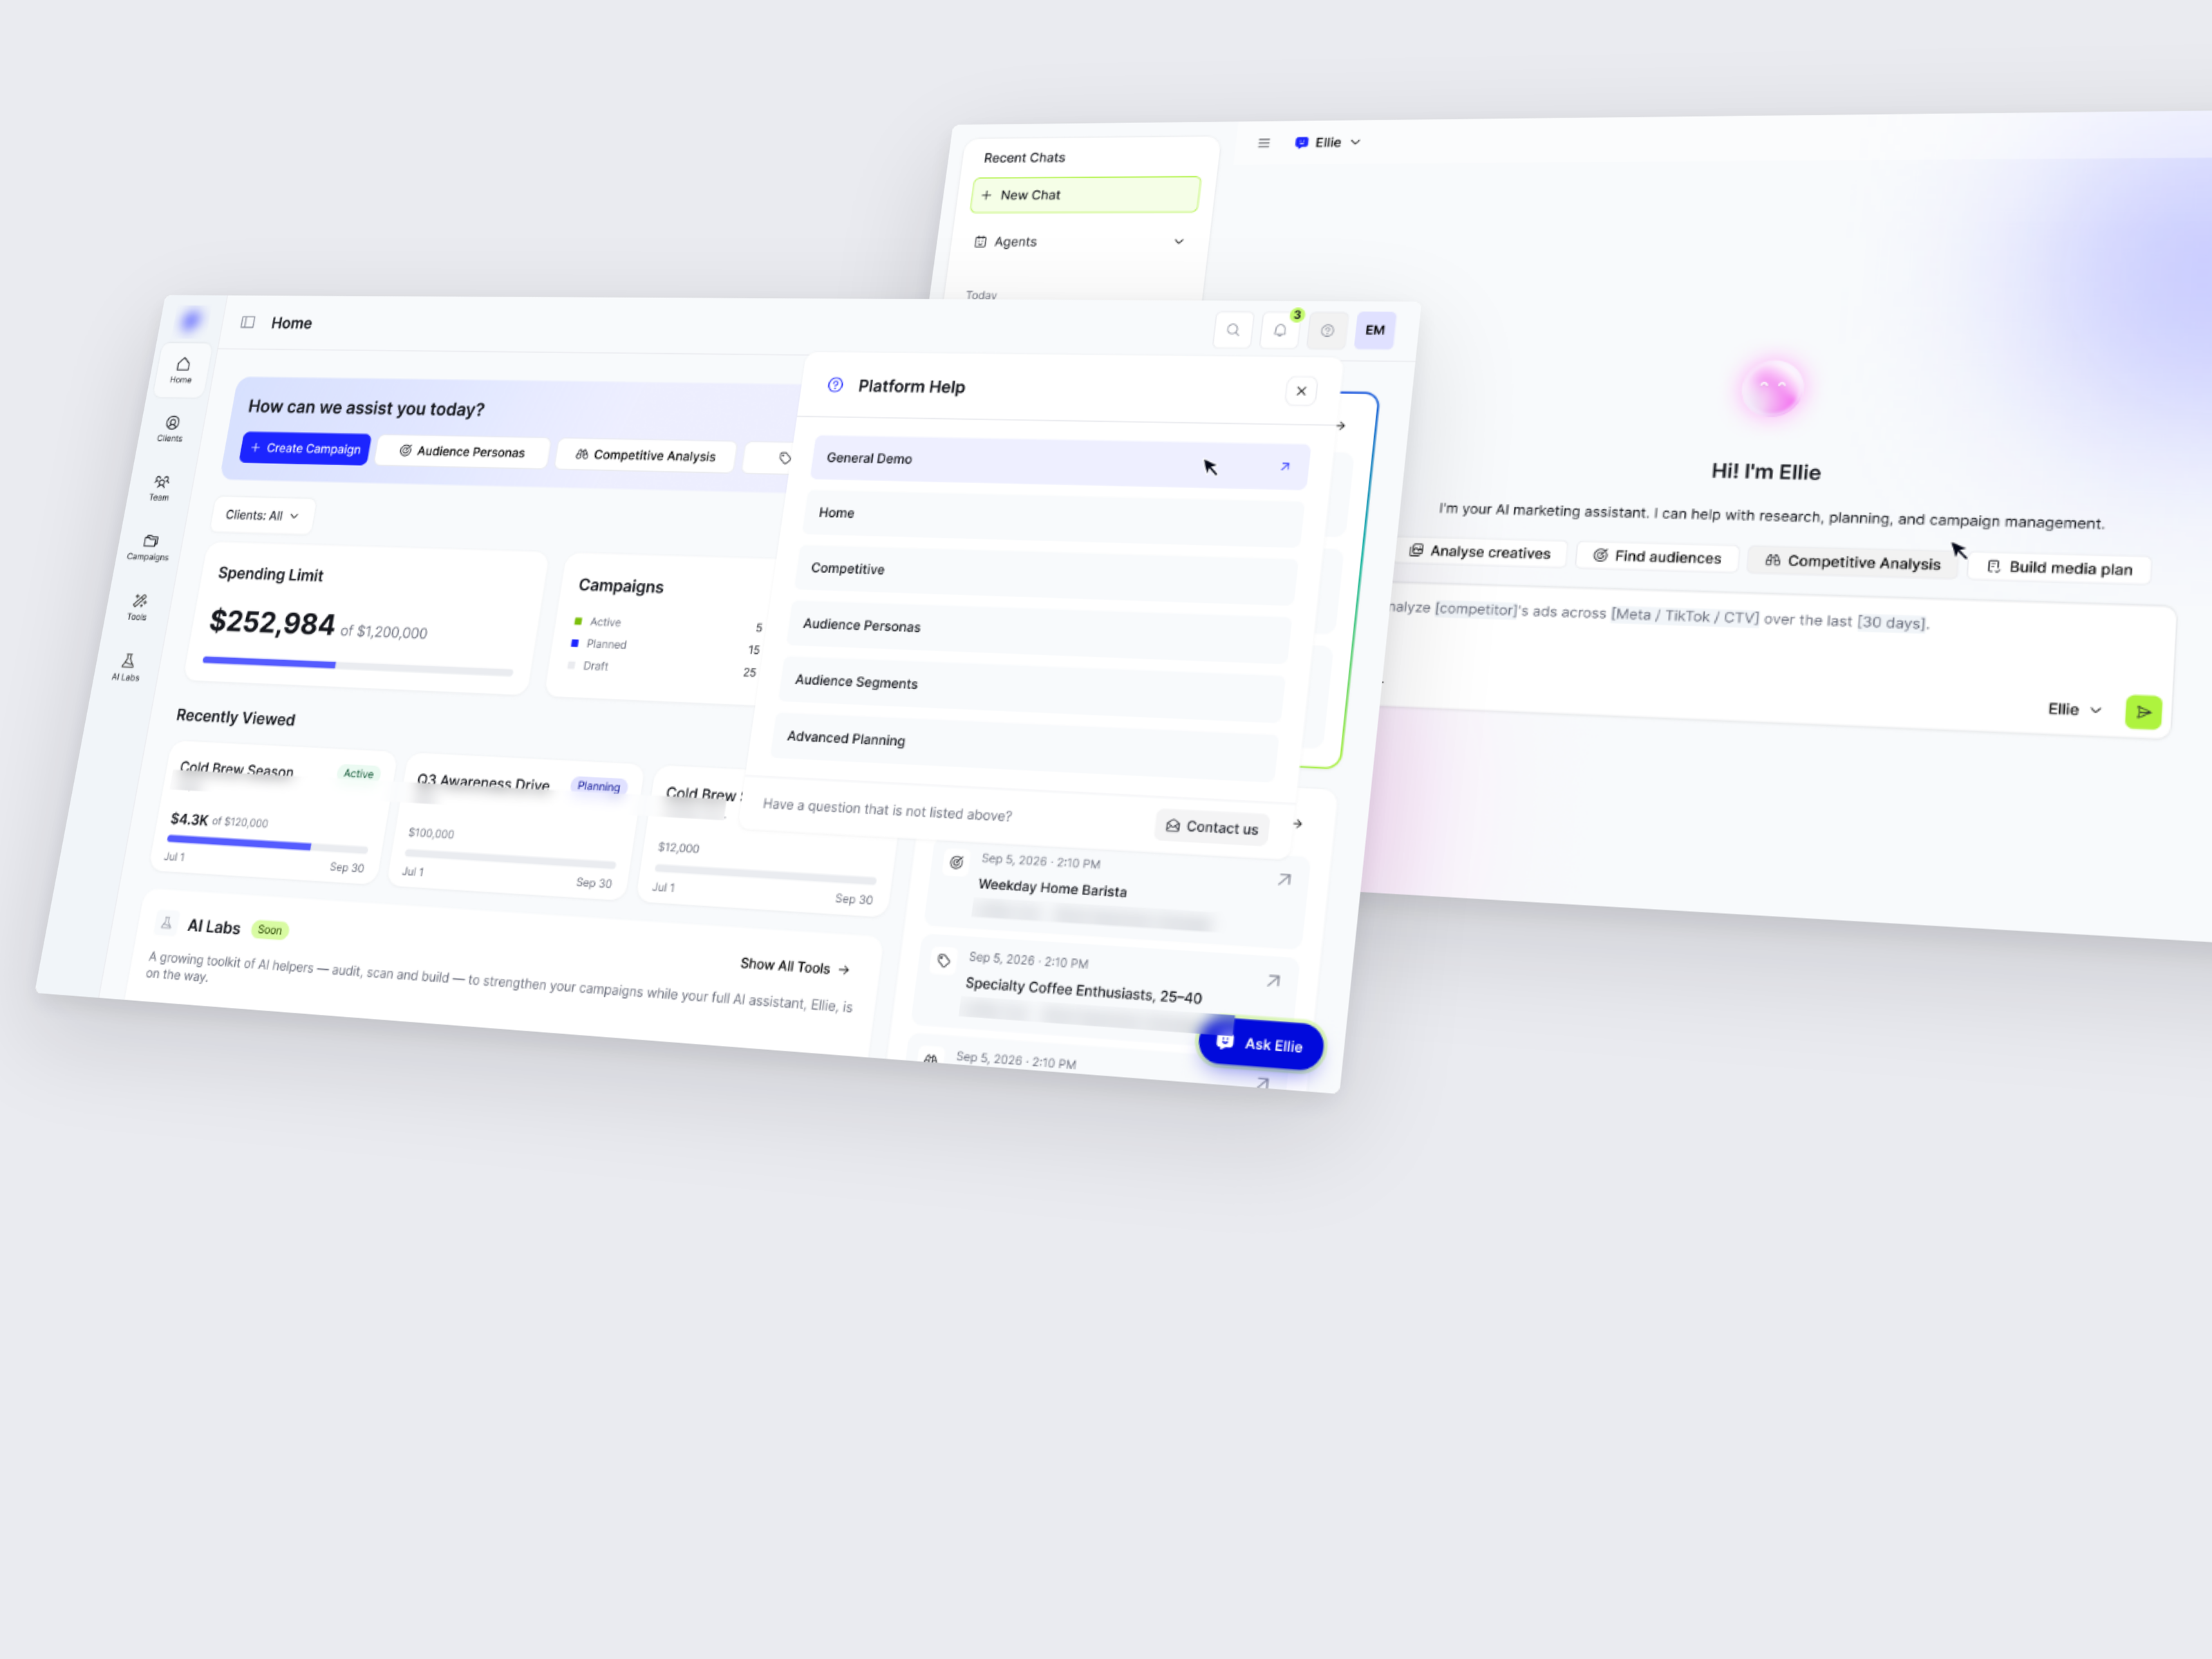 Recent Chats
New Chat
Agents
Today
Ellie
Hi! I'm Ellie
I'm your AI marketing assistant. I can help with research, planning, and campaign management.
Analyse creatives
Find audiences
Competitive Analysis
Build media plan
nalyze [competitor]'s ads across [Meta / TikTok / CTV] over the last [30 days].
Ellie
Home
3
EM
Home
Clients
Team
Campaigns
Tools
AI Labs
How can we assist you today?
Create Campaign
Audience Personas
Competitive Analysis
Clients: All
Spending Limit
$252,984 of $1,200,000
Campaigns
Active 5
Planned 15
Draft 25
Platform Help
General Demo
Home
Competitive
Audience Personas
Audience Segments
Advanced Planning
Have a question that is not listed above?
Contact us
Recently Viewed
Cold Brew Season
Active
$4.3K of $120,000
Jul 1
Sep 30
Q3 Awareness Drive
Planning
$100,000
Jul 1
Sep 30
Cold Brew
$12,000
Jul 1
Sep 30
AI Labs
Soon
Show All Tools
A growing toolkit of AI helpers — audit, scan and build — to strengthen your campaigns while your full AI assistant, Ellie, is
on the way.
Sep 5, 2026 · 2:10 PM
Weekday Home Barista
Sep 5, 2026 · 2:10 PM
Specialty Coffee Enthusiasts, 25–40
Sep 5, 2026 · 2:10 PM
Ask Ellie